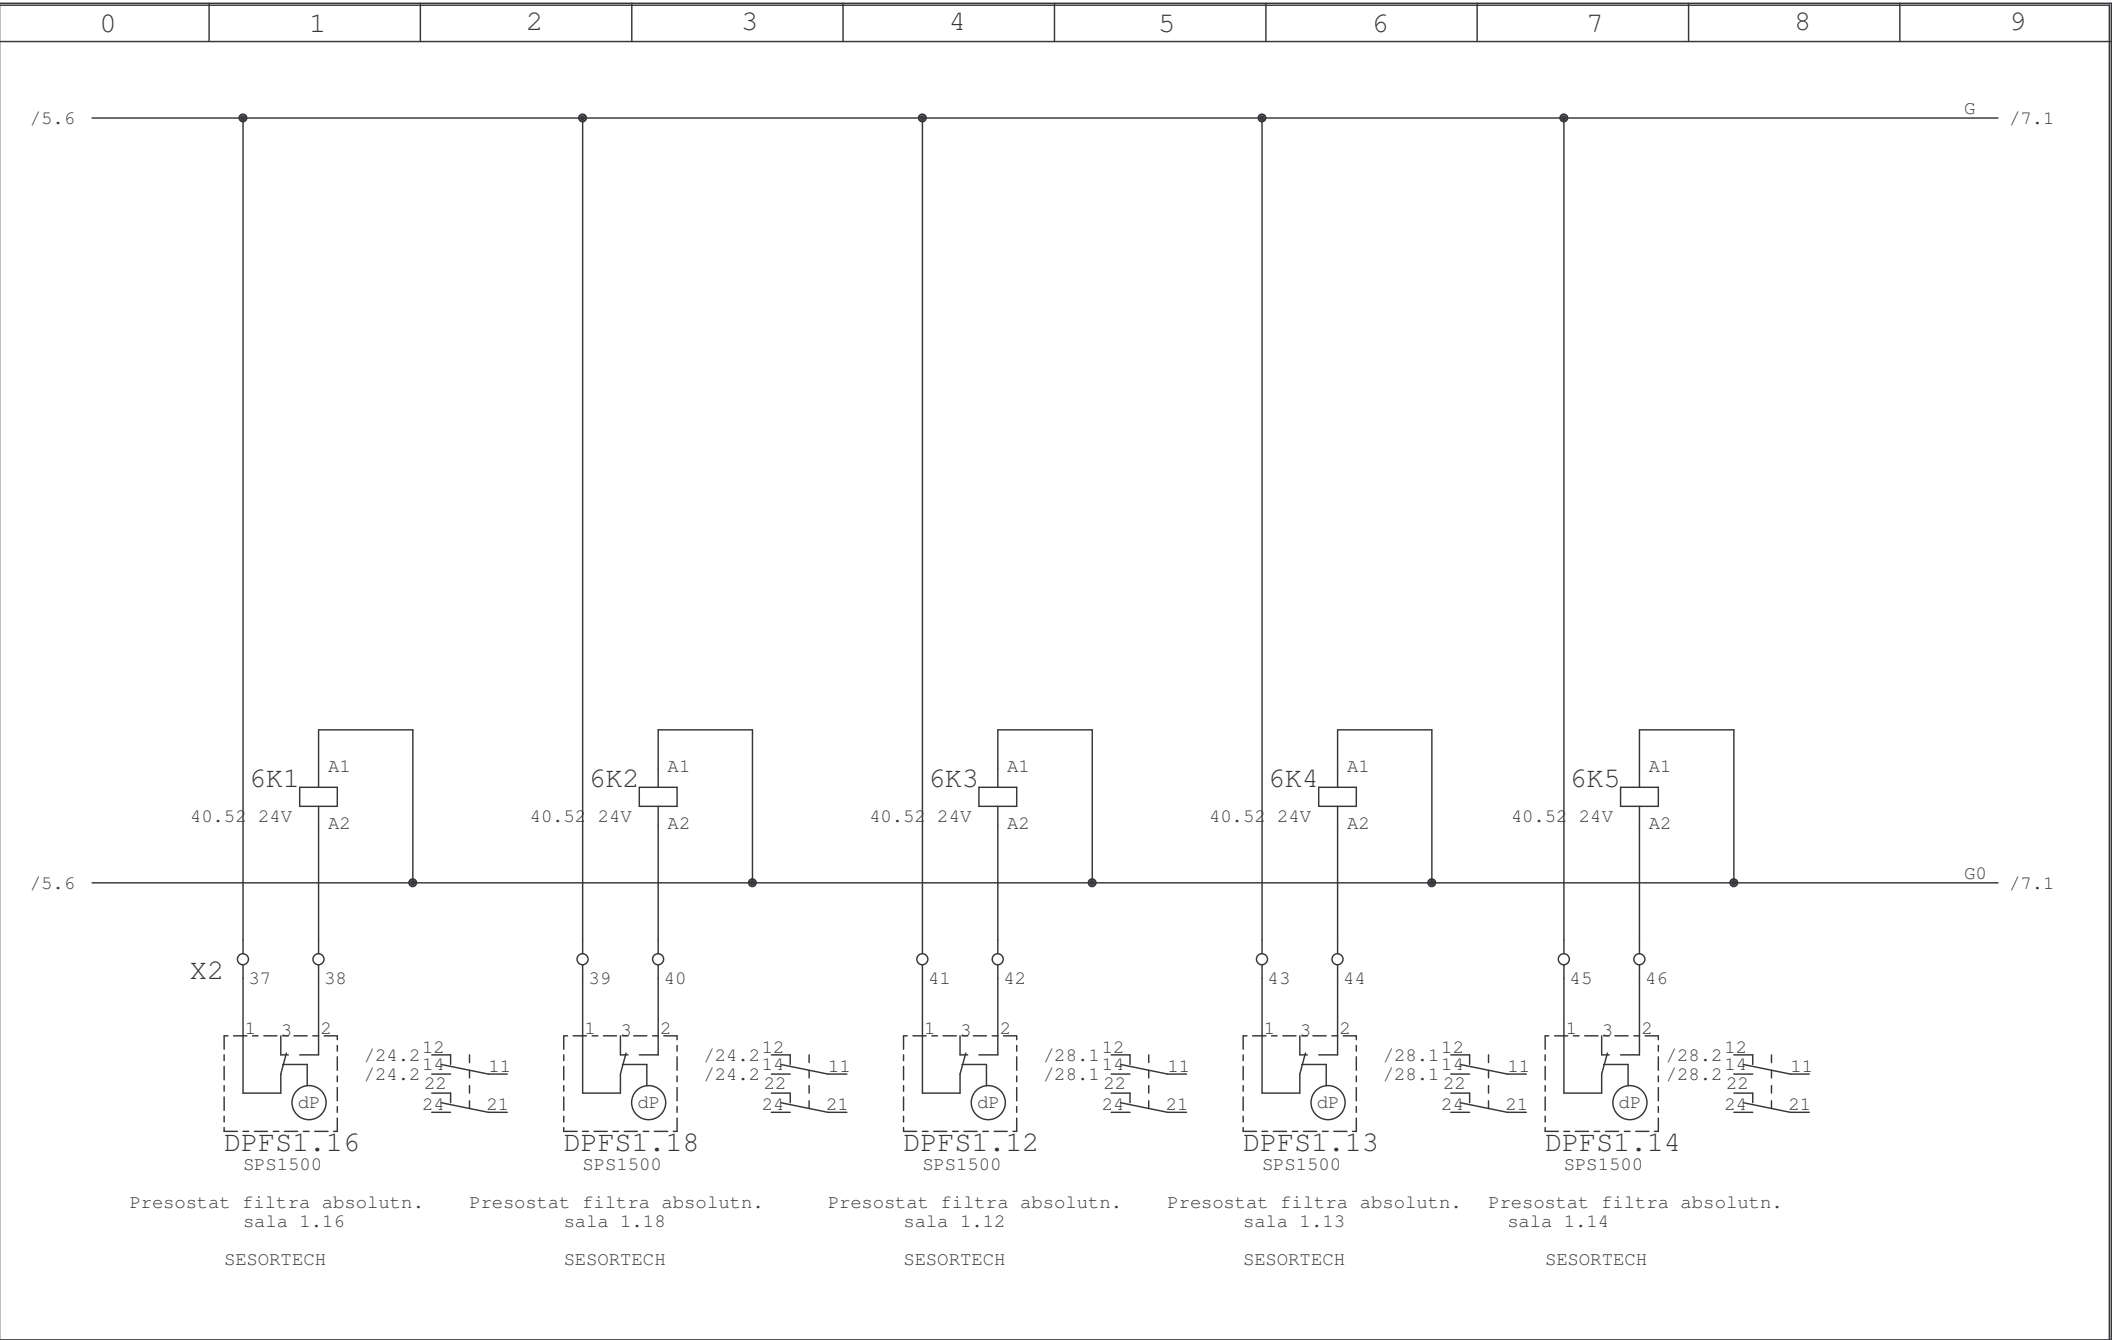 0 1 2 3 4 5 6 7 8 9
/5.6 G /7.1
6K1 A1 6K2 A1 6K3 A1 6K4 A1 6K5 A1
40.52 24V A2 40.52 24V A2 40.52 24V A2 40.52 24V A2 40.52 24V A2
/5.6 G0 /7.1
X2 37 38 39 40 41 42 43 44 45 46
1 3 2 1 3 2 1 3 2 1 3 2 1 3 2
/24.2 12 /24.2 12 /28.1 12 /28.1 12 /28.2 12
/24.2 14 11 /24.2 14 11 /28.1 14 11 /28.1 14 11 /28.2 14 11
22 22 22 22 22
dP 24 21 dP 24 21 dP 24 21 dP 24 21 dP 24 21
DPFS1.16 DPFS1.18 DPFS1.12 DPFS1.13 DPFS1.14
SPS1500 SPS1500 SPS1500 SPS1500 SPS1500
Presostat filtra absolutn. Presostat filtra absolutn. Presostat filtra absolutn. Presostat filtra absolutn. Presostat filtra absolutn.
sala 1.16 sala 1.18 sala 1.12 sala 1.13 sala 1.14
SESORTECH SESORTECH SESORTECH SESORTECH SESORTECH